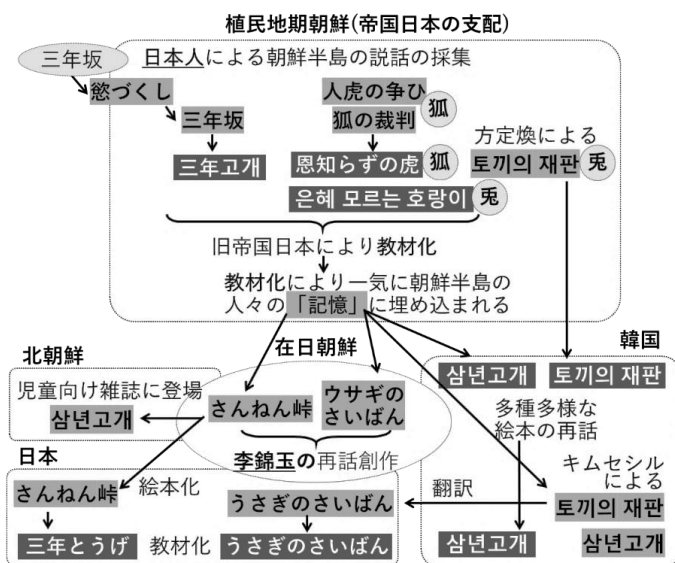 植民地期朝鮮(帝国日本の支配)
三年坂
日本人による朝鮮半島の説話の採集
慾づくし
三年坂
三年고개
人虎の争ひ
狐の裁判
狐
恩知らずの虎
狐
은혜 모르는 호랑이
兎
方定煥による
토끼의 재판
兎
旧帝国日本により教材化
教材化により一気に朝鮮半島の
人々の「記憶」に埋め込まれる
北朝鮮
児童向け雑誌に登場
삼년고개
在日朝鮮
さんねん峠
ウサギの
さいばん
李錦玉の再話創作
韓国
삼년고개
토끼의 재판
多種多様な
絵本の再話
キムセシル
による
토끼의 재판
삼년고개
삼년고개
翻訳
日本
さんねん峠
絵本化
三年とうげ
教材化
うさぎのさいばん
うさぎのさいばん